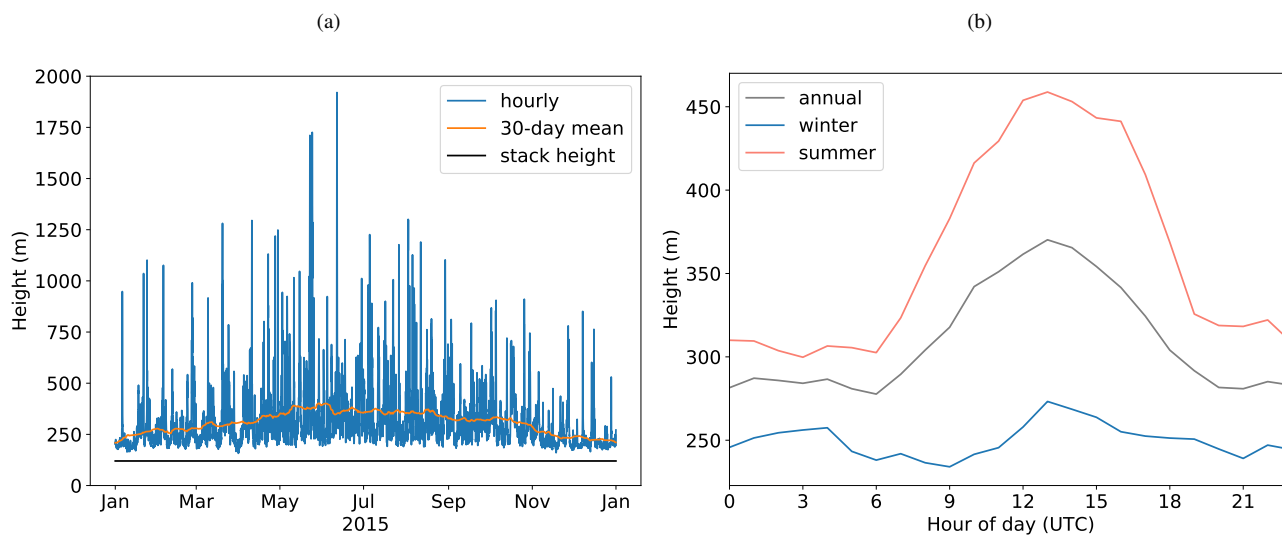 (a)
(b)
2000
1750
1500
1250
1000
750
500
250
0
Height (m)
hourly
30-day mean
stack height
Jan
Mar
May
Jul
Sep
Nov
Jan
2015
450
400
350
300
250
Height (m)
annual
winter
summer
0
3
6
9
12
15
18
21
Hour of day (UTC)